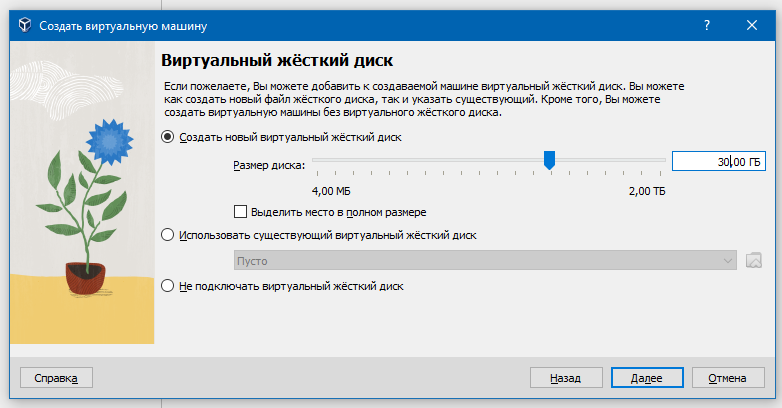 Создать виртуальную машину
Виртуальный жёсткий диск
Если пожелаете, Вы можете добавить к создаваемой машине виртуальный жёсткий диск. Вы можете
как создать новый файл жёсткого диска, так и указать существующий. Кроме того, Вы можете
создать виртуальную машины без виртуального жёсткого диска.
Создать новый виртуальный жёсткий диск
Размер диска:
30,00 ГБ
4,00 МБ
2,00 ТБ
Выделить место в полном размере
Использовать существующий виртуальный жёсткий диск
Пусто
Не подключать виртуальный жёсткий диск
Справка
Назад
Далее
Отмена